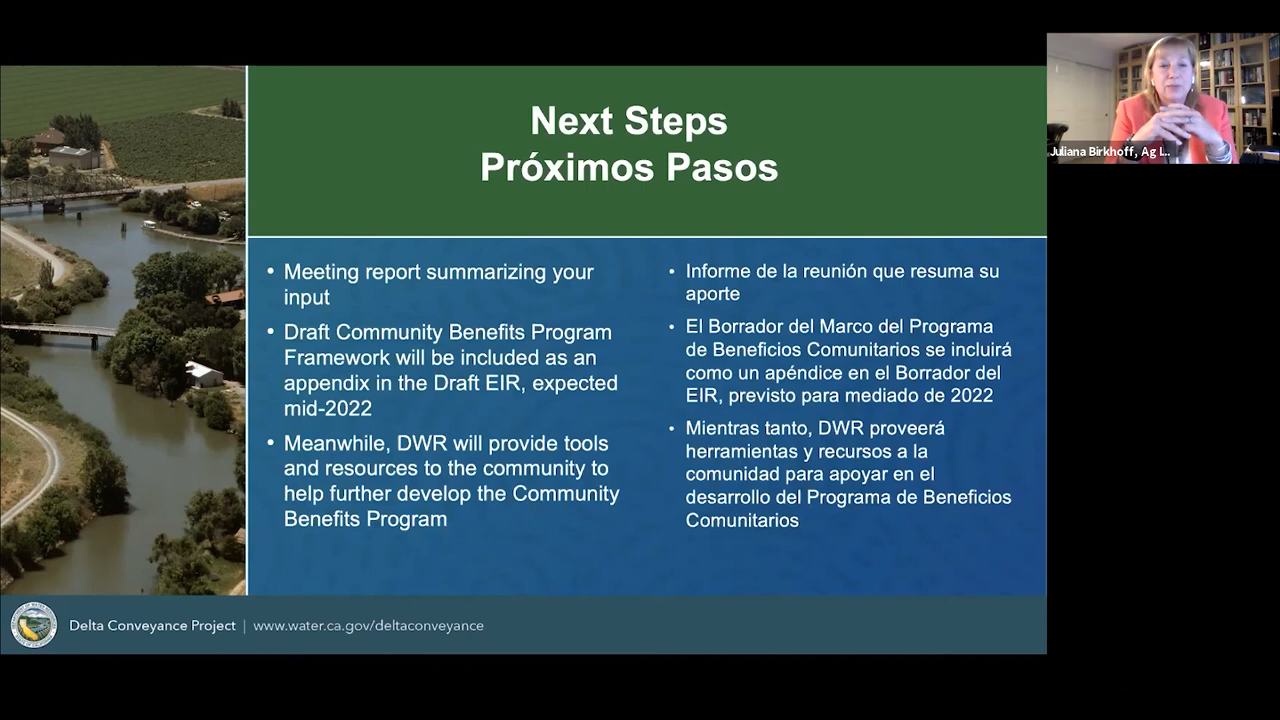 Next Steps
Próximos Pasos
• Meeting report summarizing your
input
• Draft Community Benefits Program
Framework will be included as an
appendix in the Draft EIR, expected
mid-2022
• Meanwhile, DWR will provide tools
and resources to the community to
help further develop the Community
Benefits Program
• Informe de la reunión que resuma su
aporte
• El Borrador del Marco del Programa
de Beneficios Comunitarios se incluirá
como un apéndice en el Borrador del
EIR, previsto para mediado de 2022
• Mientras tanto, DWR proveerá
herramientas y recursos a la
comunidad para apoyar en el
desarrollo del Programa de Beneficios
Comunitarios
Delta Conveyance Project | www.water.ca.gov/deltaconveyance
Juliana Birkhoff, Ag I...